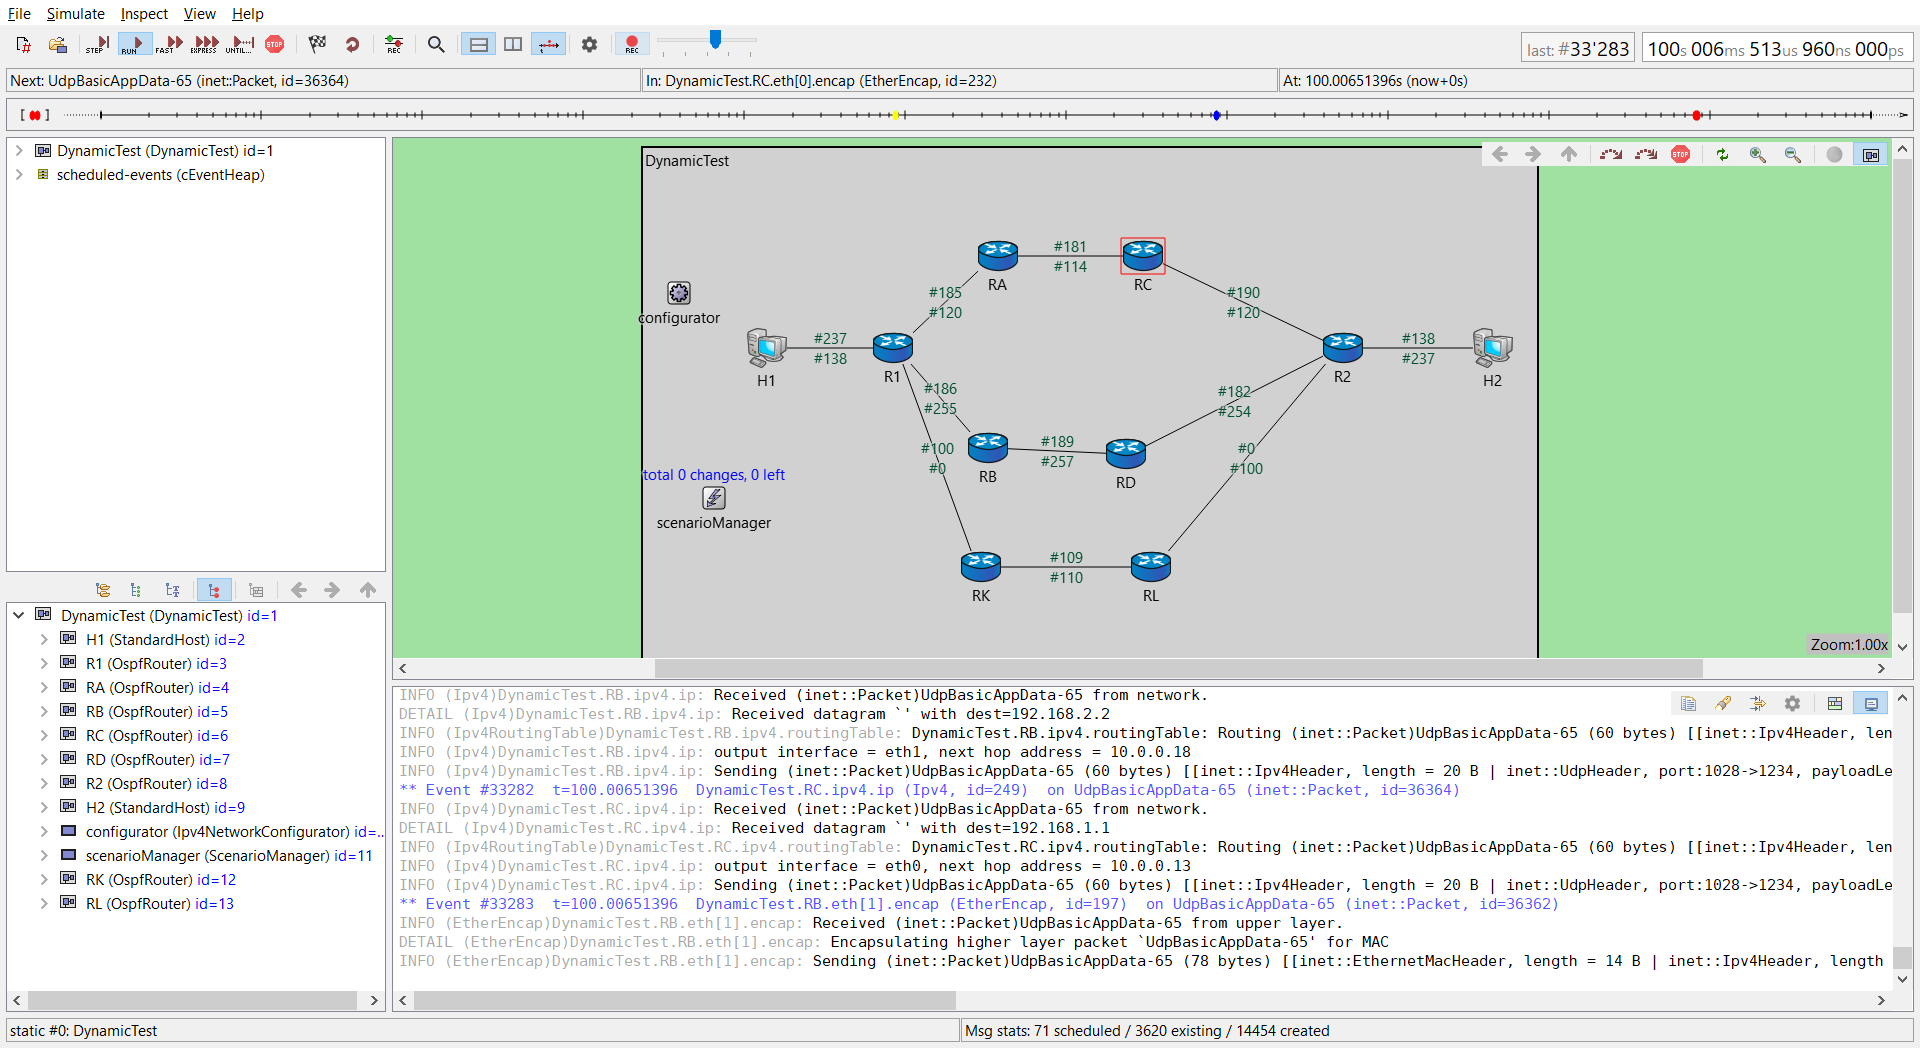 File Simulate Inspect View Help
STEP RUN FAST EXPRESS UNTIL... STOP REC REC
last: #33'283 100s 006ms 513us 960ns 000ps
Next: UdpBasicAppData-65 (inet::Packet, id=36364) In: DynamicTest.RC.eth[0].encap (EtherEncap, id=232) At: 100.00651396s (now+0s)
DynamicTest (DynamicTest) id=1
scheduled-events (cEventHeap)
DynamicTest (DynamicTest) id=1
H1 (StandardHost) id=2
R1 (OspfRouter) id=3
RA (OspfRouter) id=4
RB (OspfRouter) id=5
RC (OspfRouter) id=6
RD (OspfRouter) id=7
R2 (OspfRouter) id=8
H2 (StandardHost) id=9
configurator (Ipv4NetworkConfigurator) id=...
scenarioManager (ScenarioManager) id=11
RK (OspfRouter) id=12
RL (OspfRouter) id=13
DynamicTest
STOP
#181
#114
RA
RC
#185
#120
#190
#120
configurator
#237
#138
H1
R1
#138
#237
R2
H2
#186
#255
#182
#254
#189
#257
RB
RD
#100
#0
#0
#100
total 0 changes, 0 left
scenarioManager
#109
#110
RK
RL
Zoom:1.00x
INFO (Ipv4)DynamicTest.RB.ipv4.ip: Received (inet::Packet)UdpBasicAppData-65 from network.
DETAIL (Ipv4)DynamicTest.RB.ipv4.ip: Received datagram `' with dest=192.168.2.2
INFO (Ipv4RoutingTable)DynamicTest.RB.ipv4.routingTable: DynamicTest.RB.ipv4.routingTable: Routing (inet::Packet)UdpBasicAppData-65 (60 bytes) [[inet::Ipv4Header, len
INFO (Ipv4)DynamicTest.RB.ipv4.ip: output interface = eth1, next hop address = 10.0.0.18
INFO (Ipv4)DynamicTest.RB.ipv4.ip: Sending (inet::Packet)UdpBasicAppData-65 (60 bytes) [[inet::Ipv4Header, length = 20 B | inet::UdpHeader, port:1028->1234, payloadLe
** Event #33282 t=100.00651396 DynamicTest.RC.ipv4.ip (Ipv4, id=249) on UdpBasicAppData-65 (inet::Packet, id=36364)
INFO (Ipv4)DynamicTest.RC.ipv4.ip: Received (inet::Packet)UdpBasicAppData-65 from network.
DETAIL (Ipv4)DynamicTest.RC.ipv4.ip: Received datagram `' with dest=192.168.1.1
INFO (Ipv4RoutingTable)DynamicTest.RC.ipv4.routingTable: DynamicTest.RC.ipv4.routingTable: Routing (inet::Packet)UdpBasicAppData-65 (60 bytes) [[inet::Ipv4Header, len
INFO (Ipv4)DynamicTest.RC.ipv4.ip: output interface = eth0, next hop address = 10.0.0.13
INFO (Ipv4)DynamicTest.RC.ipv4.ip: Sending (inet::Packet)UdpBasicAppData-65 (60 bytes) [[inet::Ipv4Header, length = 20 B | inet::UdpHeader, port:1028->1234, payloadLe
** Event #33283 t=100.00651396 DynamicTest.RB.eth[1].encap (EtherEncap, id=197) on UdpBasicAppData-65 (inet::Packet, id=36362)
INFO (EtherEncap)DynamicTest.RB.eth[1].encap: Received (inet::Packet)UdpBasicAppData-65 from upper layer.
DETAIL (EtherEncap)DynamicTest.RB.eth[1].encap: Encapsulating higher layer packet `UdpBasicAppData-65' for MAC
INFO (EtherEncap)DynamicTest.RB.eth[1].encap: Sending (inet::Packet)UdpBasicAppData-65 (78 bytes) [[inet::EthernetMacHeader, length = 14 B | inet::Ipv4Header, length
static #0: DynamicTest Msg stats: 71 scheduled / 3620 existing / 14454 created